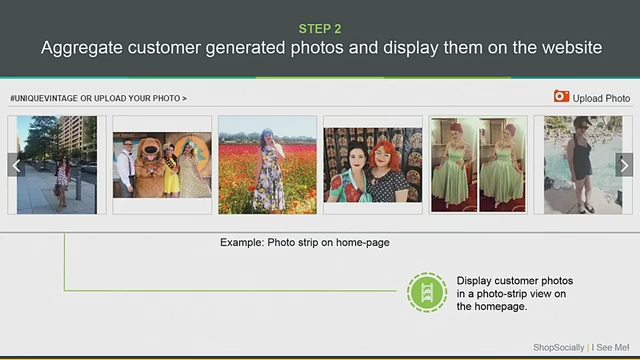 STEP 2
Aggregate customer generated photos and display them on the website
#UNIQUEVINTAGE OR UPLOAD YOUR PHOTO >
Upload Photo
Example: Photo strip on home-page
Display customer photos
in a photo-strip view on
the homepage.
ShopSocially | I See Me!